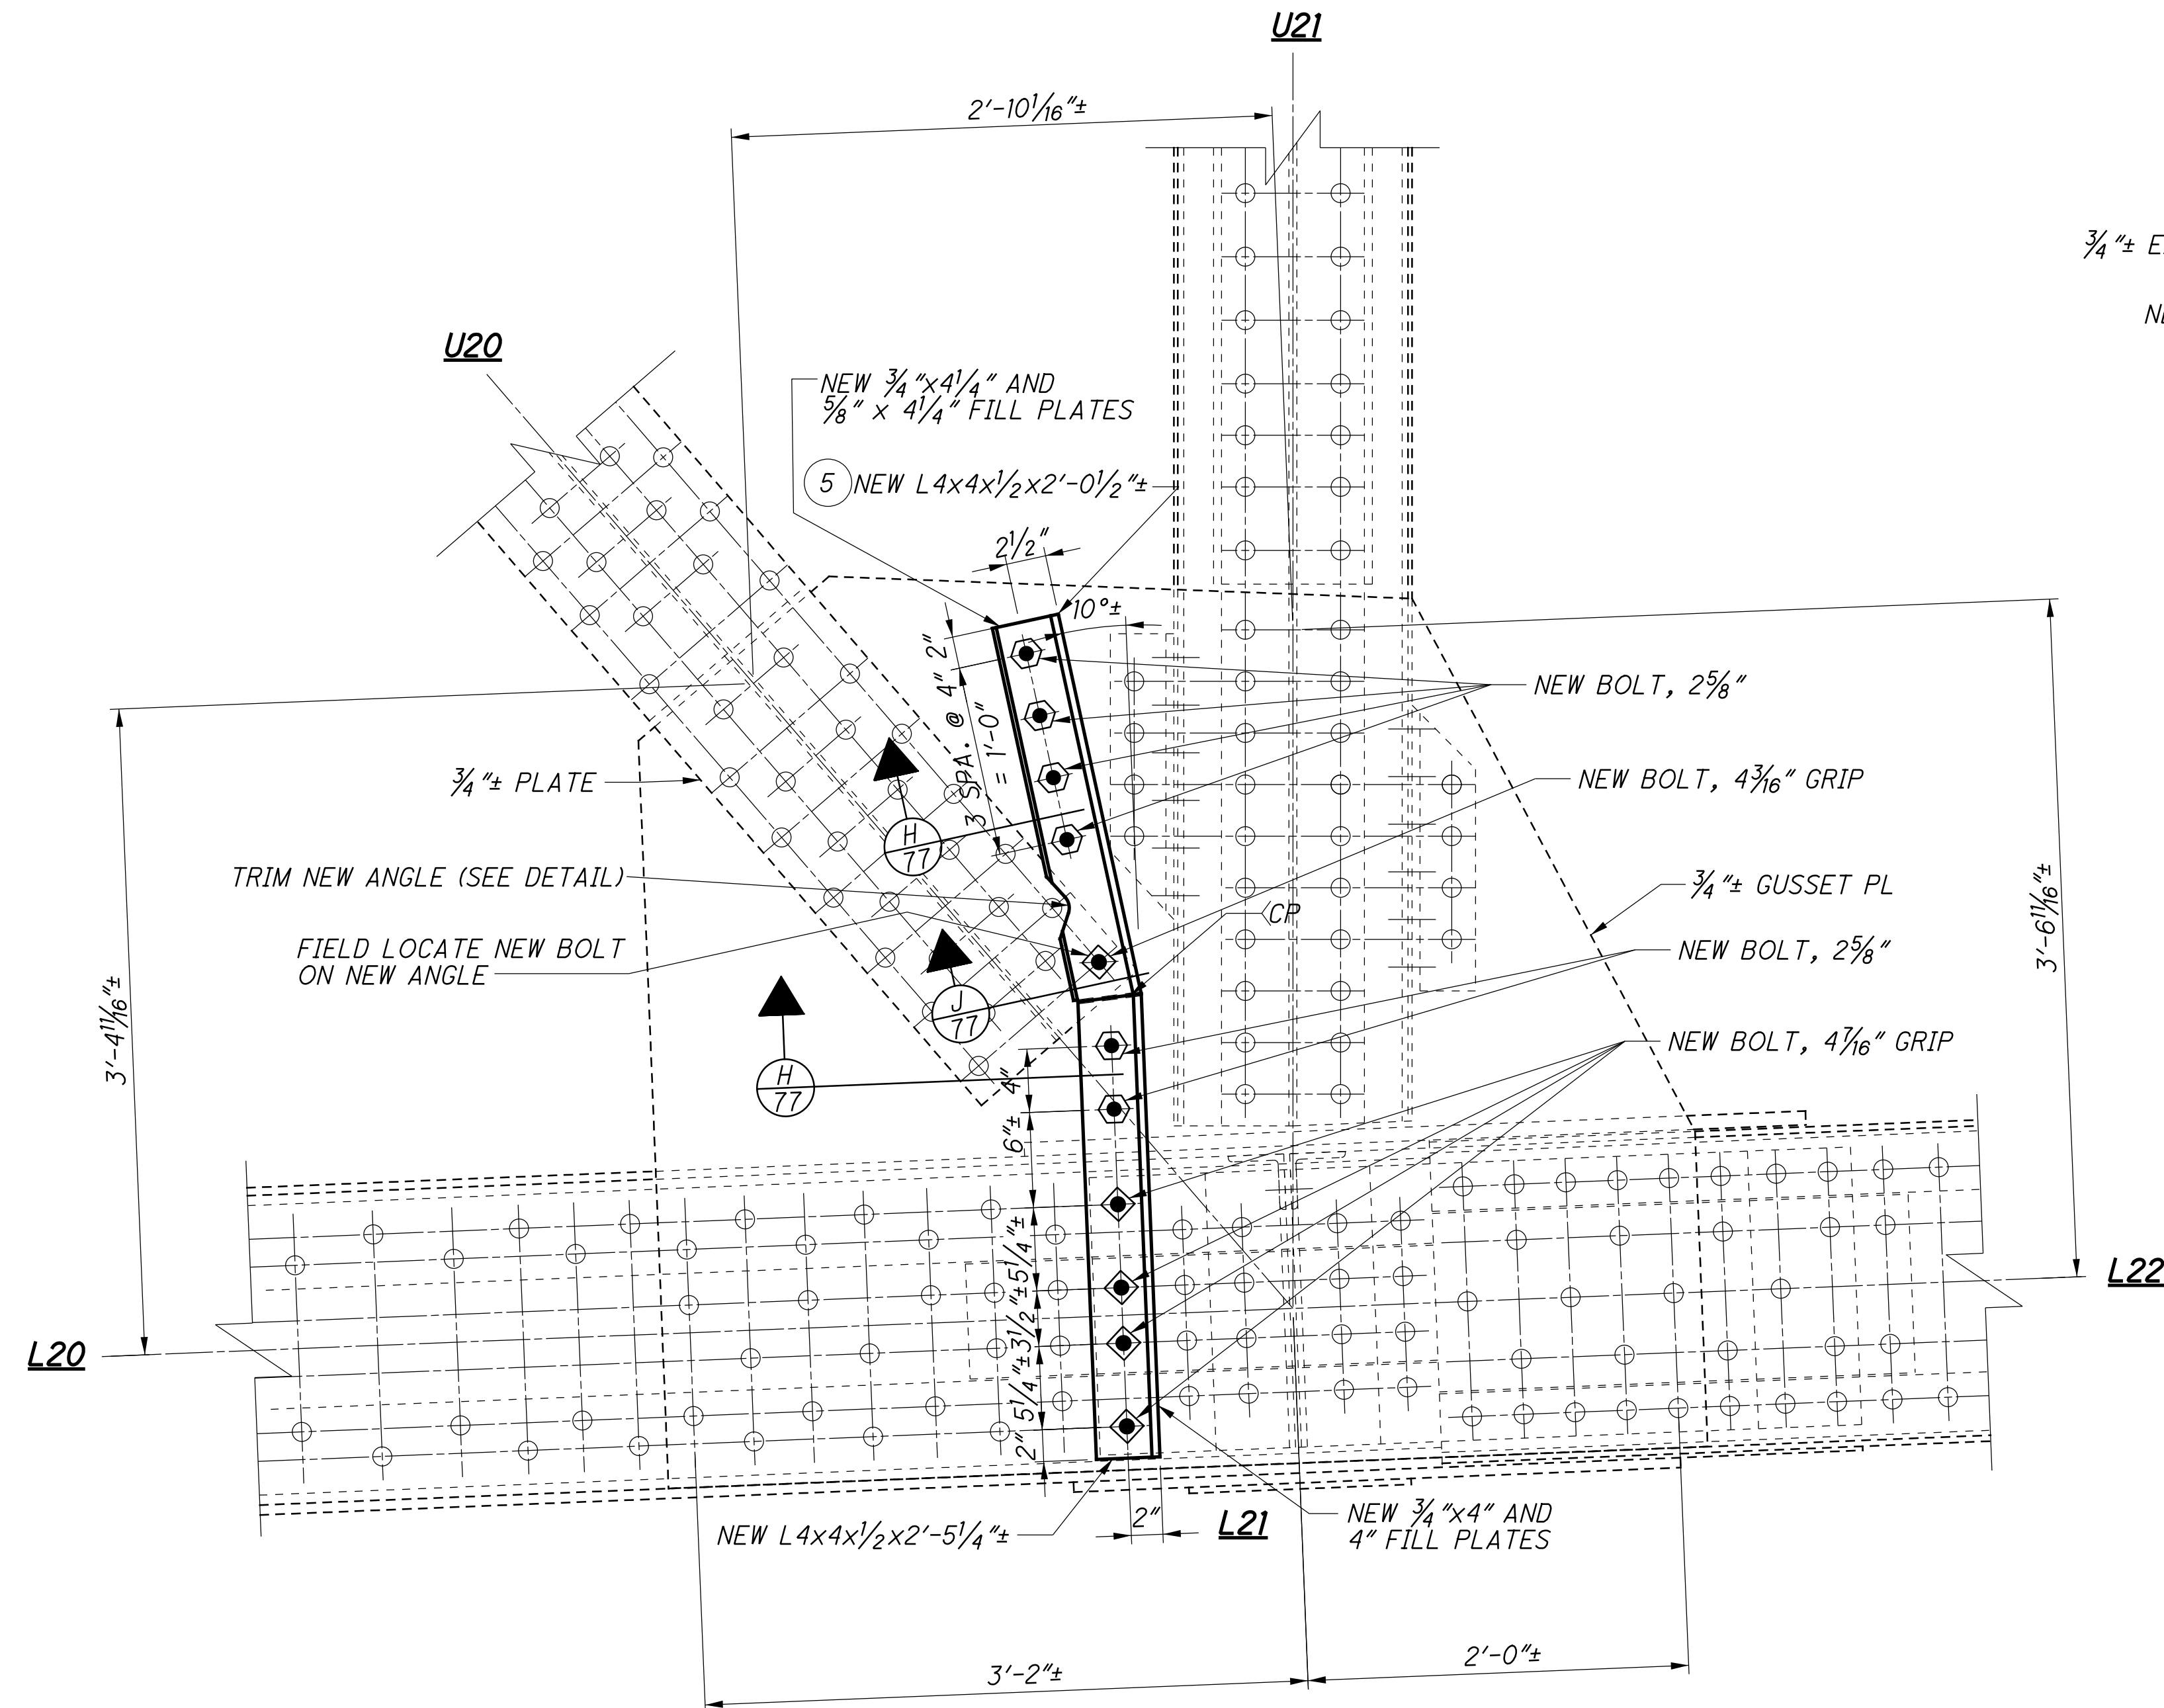 U21
2'-10 1/16"±
3/4"± E
U20
NEW 3/4"x4 1/4" AND
5/8" x 4 1/4" FILL PLATES
5 NEW L4x4x1/2x2'-0 1/2"±
2 1/2"
10°±
2"
3 SPA. @ 4"
= 1'-0"
NEW BOLT, 2 5/8"
3/4"± PLATE
NEW BOLT, 4 3/16" GRIP
H
77
TRIM NEW ANGLE (SEE DETAIL)
3/4"± GUSSET PL
CP
FIELD LOCATE NEW BOLT
ON NEW ANGLE
NEW BOLT, 2 5/8"
3'-6 11/16"±
J
77
3'-4 11/16"±
NEW BOLT, 4 7/16" GRIP
H
77
4"
6"±
5 1/4"±
3 1/2"±
5 1/4"±
2"
L20
L22
NEW L4x4x1/2x2'-5 1/4"±
2"
L21
NEW 3/4"x4" AND
4" FILL PLATES
3'-2"±
2'-0"±